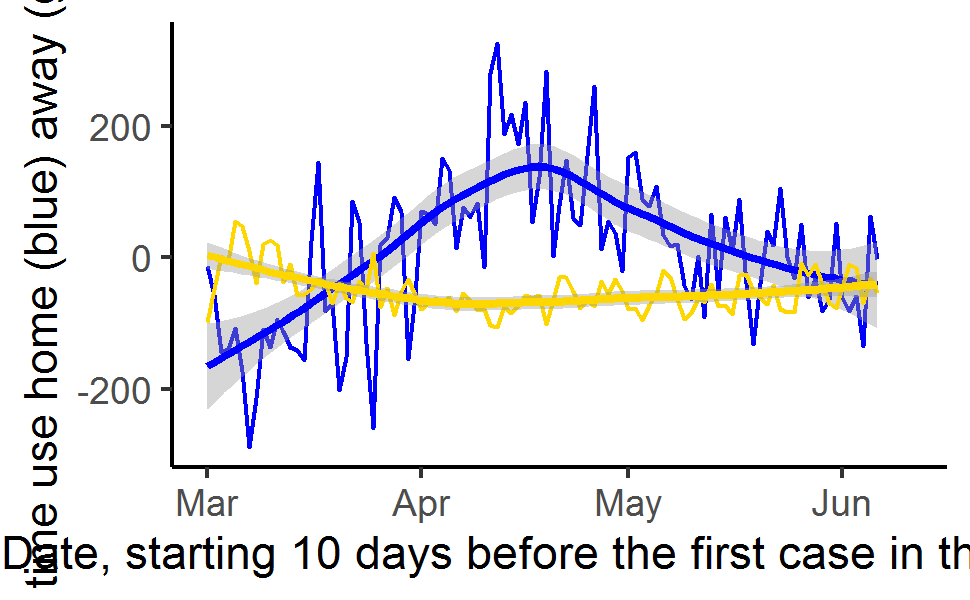 time use home (blue) away (g
200
0
-200
Mar Apr May Jun
Date, starting 10 days before the first case in th